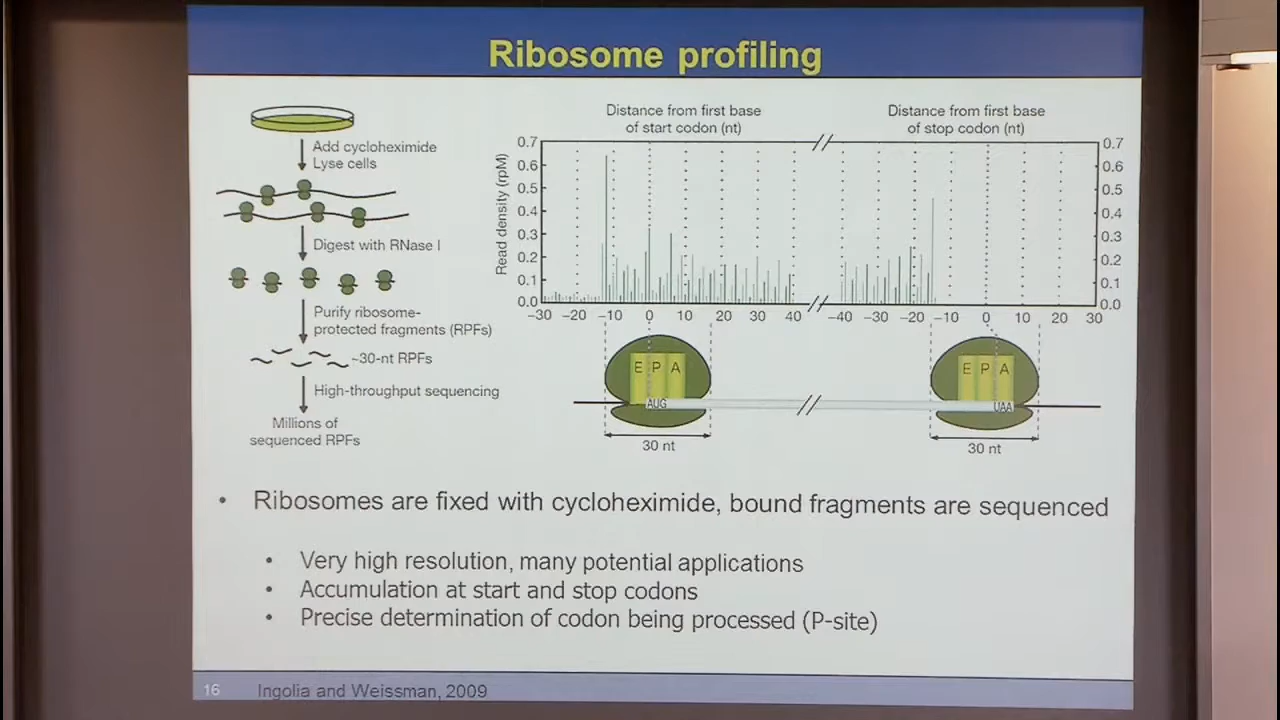 Ribosome profiling
Add cycloheximide
Lyse cells
Digest with RNase I
Purify ribosome-
protected fragments (RPFs)
~30-nt RPFs
High-throughput sequencing
Millions of
sequenced RPFs
Distance from first base
of start codon (nt)
Distance from first base
of stop codon (nt)
Read density (rpM)
0.7
0.6
0.5
0.4
0.3
0.2
0.1
0.0
0.7
0.6
0.5
0.4
0.3
0.2
0.1
0.0
−30 −20 −10 0 10 20 30 40
−40 −30 −20 −10 0 10 20 30
E P A
AUG
30 nt
E P A
UAA
30 nt
• Ribosomes are fixed with cycloheximide, bound fragments are sequenced
• Very high resolution, many potential applications
• Accumulation at start and stop codons
• Precise determination of codon being processed (P-site)
16 Ingolia and Weissman, 2009